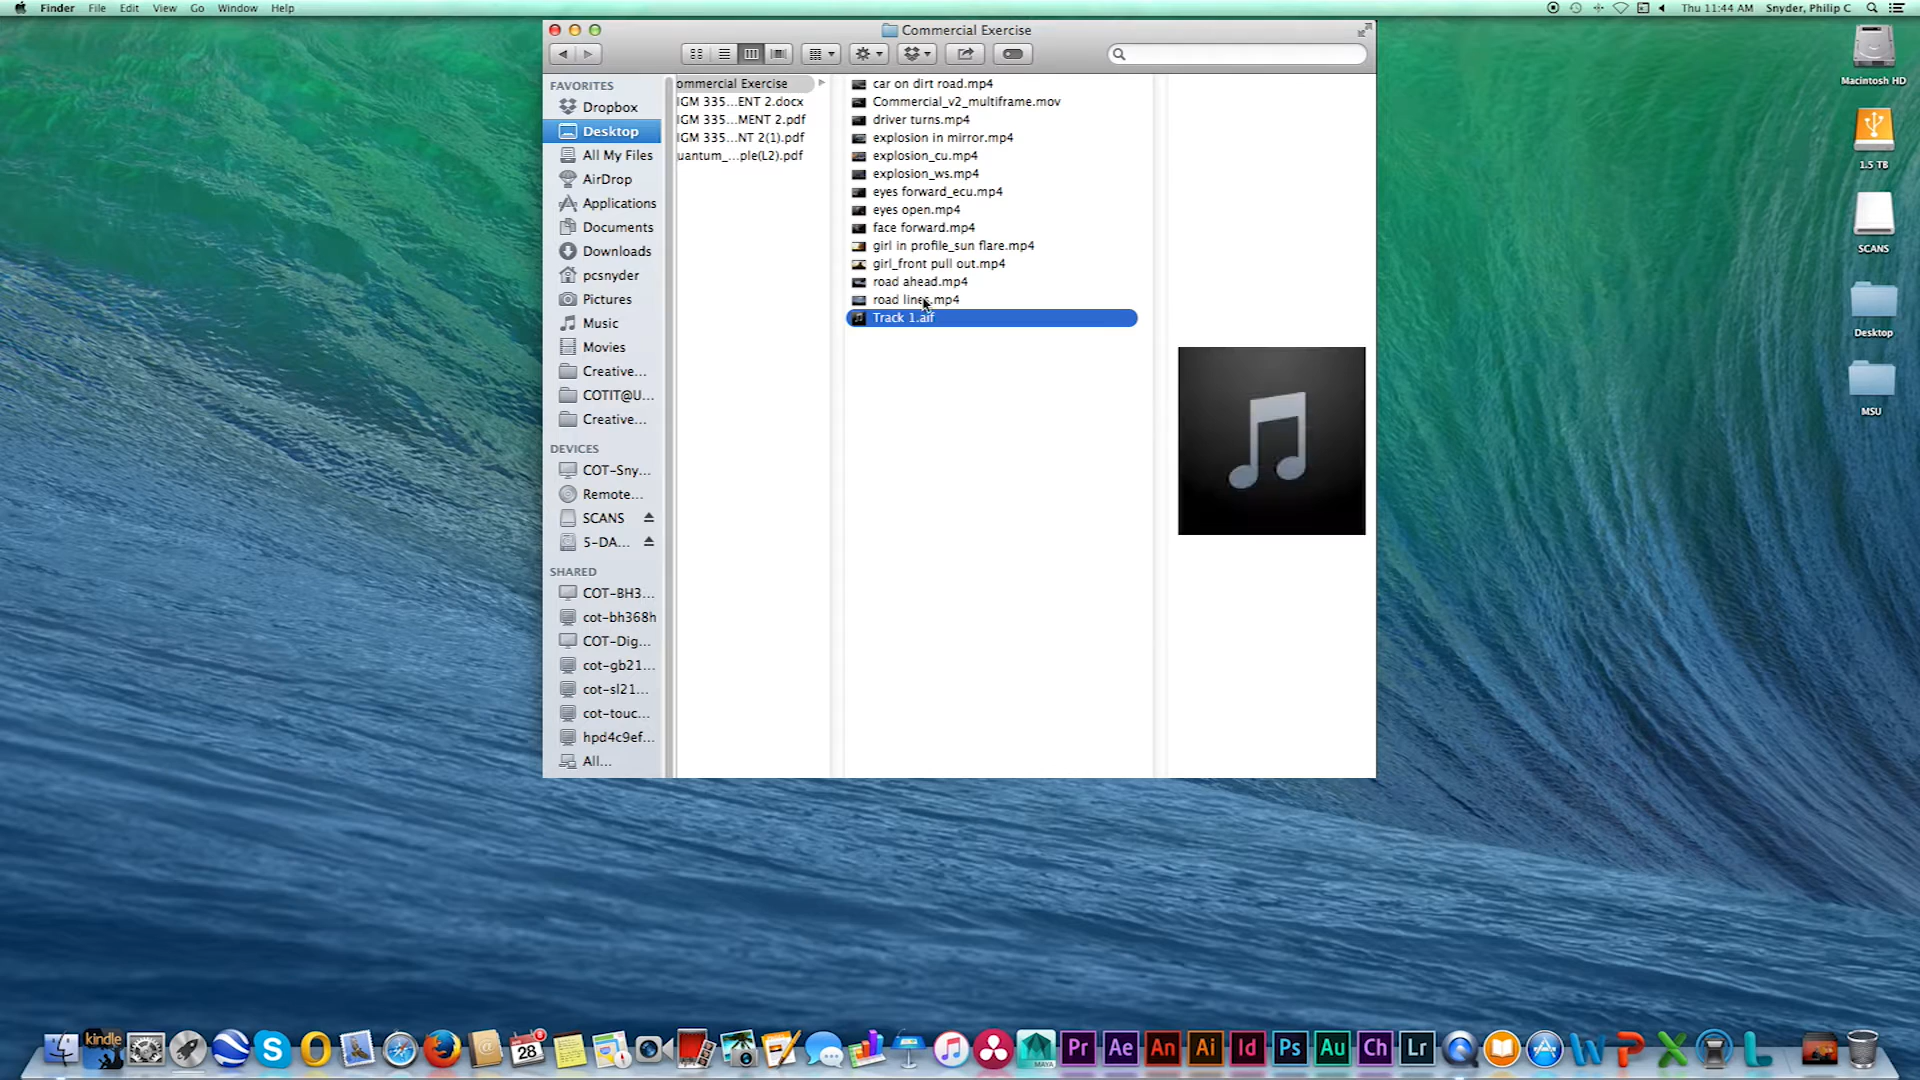 Finder File Edit View Go Window Help
Thu 11:44 AM Snyder, Philip C
Commercial Exercise
FAVORITES
Dropbox
Desktop
All My Files
AirDrop
Applications
Documents
Downloads
pcsnyder
Pictures
Music
Movies
Creative...
COTIT@U...
Creative...
DEVICES
COT-Sny...
Remote...
SCANS
5-DA...
SHARED
COT-BH3...
cot-bh368h
COT-Dig...
cot-gb21...
cot-sl21...
cot-touc...
hpd4c9ef...
All...
ommercial Exercise
IGM 335...ENT 2.docx
IGM 335...MENT 2.pdf
IGM 335...NT 2(1).pdf
uantum_...ple(L2).pdf
car on dirt road.mp4
Commercial_v2_multiframe.mov
driver turns.mp4
explosion in mirror.mp4
explosion_cu.mp4
explosion_ws.mp4
eyes forward_ecu.mp4
eyes open.mp4
face forward.mp4
girl in profile_sun flare.mp4
girl_front pull out.mp4
road ahead.mp4
road lines.mp4
Track 1.aif
Macintosh HD
1.5 TB
SCANS
Desktop
MSU
kindle
8
28
MAYA
Pr Ae An Ai Id Ps Au Ch Lr